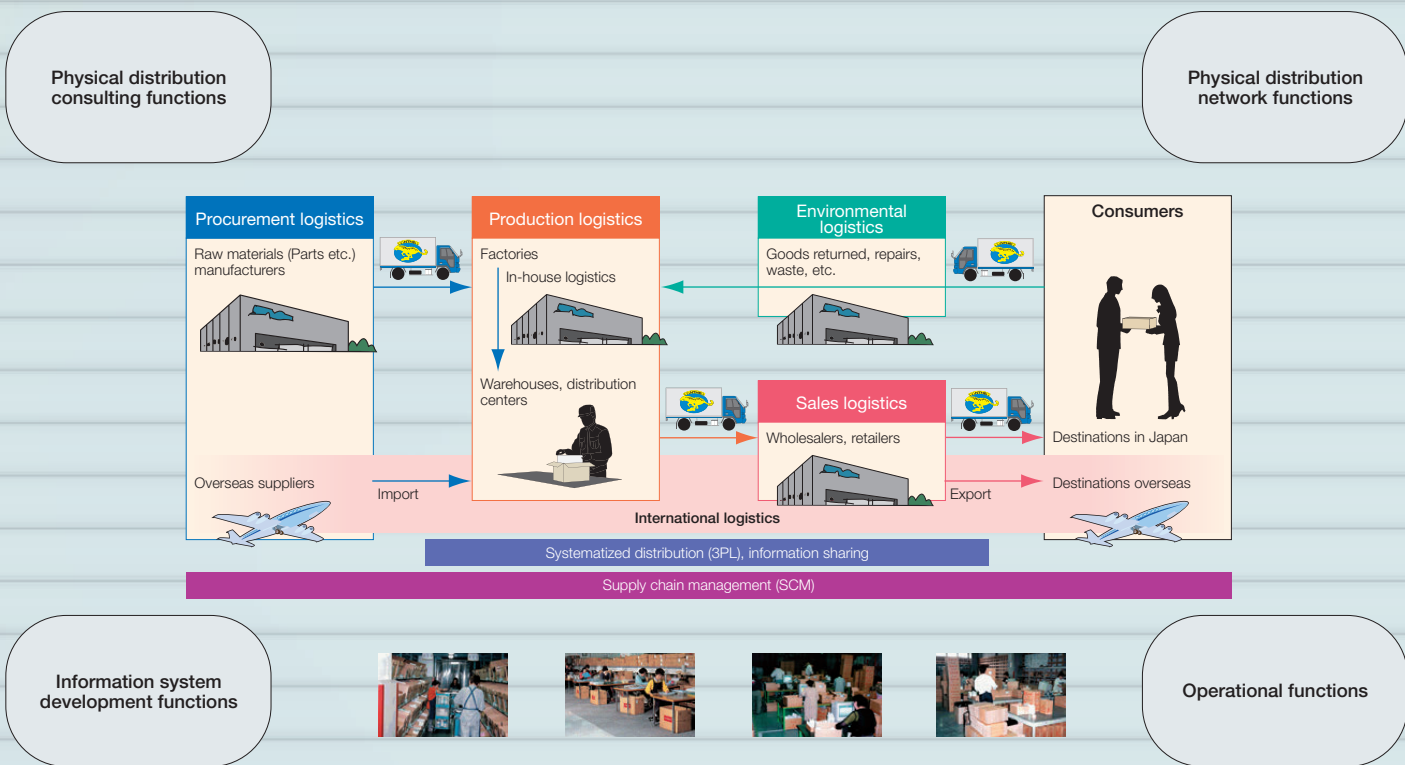 Physical distribution
consulting functions
Physical distribution
network functions
Procurement logistics
Raw materials (Parts etc.)
manufacturers
Overseas suppliers
Import
Production logistics
Factories
In-house logistics
Warehouses, distribution
centers
Environmental
logistics
Goods returned, repairs,
waste, etc.
Sales logistics
Wholesalers, retailers
Export
Consumers
Destinations in Japan
Destinations overseas
International logistics
Systematized distribution (3PL), information sharing
Supply chain management (SCM)
Information system
development functions
Operational functions